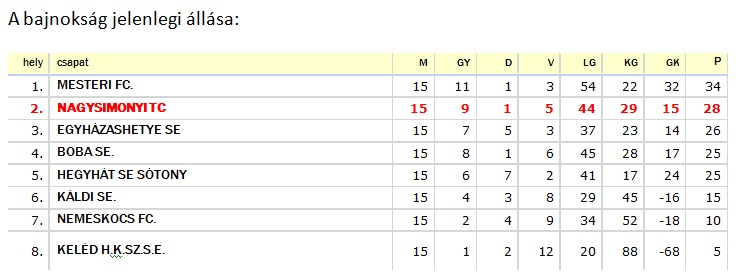 A bajnokság jelenlegi állása:
hely csapat M GY D V LG KG GK P
1. MESTERI FC. 15 11 1 3 54 22 32 34
2. NAGYSIMONYI TC 15 9 1 5 44 29 15 28
3. EGYHÁZASHETYE SE 15 7 5 3 37 23 14 26
4. BOBA SE. 15 8 1 6 45 28 17 25
5. HEGYHÁT SE SÓTONY 15 6 7 2 41 17 24 25
6. KÁLDI SE. 15 4 3 8 29 45 -16 15
7. NEMESKOCS FC. 15 2 4 9 34 52 -18 10
8. KELÉD H.K.SZ.S.E. 15 1 2 12 20 88 -68 5